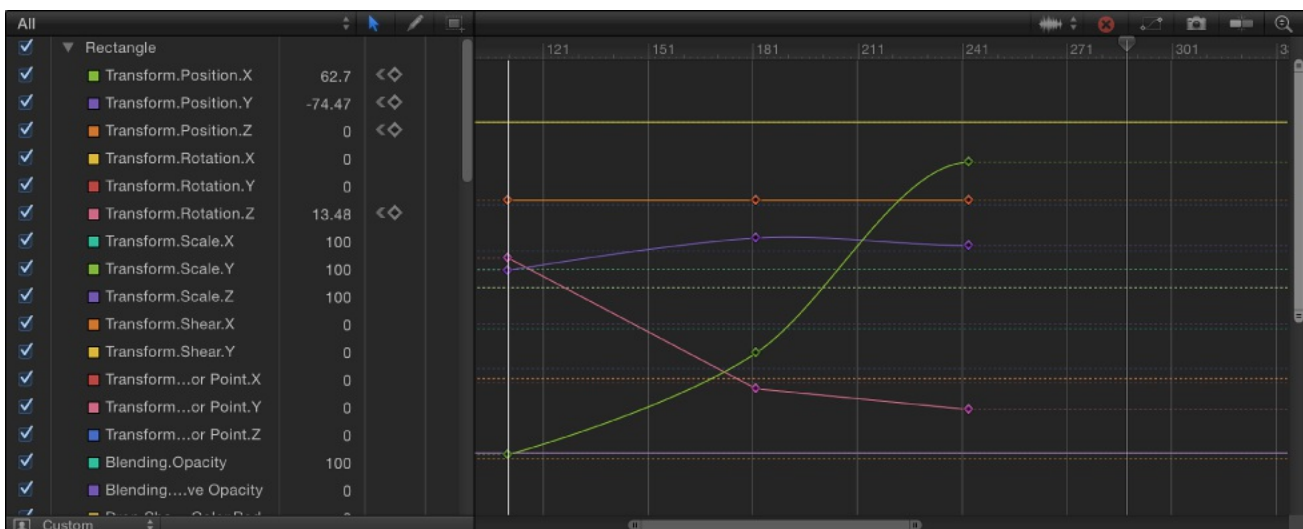 All
121 151 181 211 241 271 301 3
Rectangle
Transform.Position.X 62.7
Transform.Position.Y -74.47
Transform.Position.Z 0
Transform.Rotation.X 0
Transform.Rotation.Y 0
Transform.Rotation.Z 13.48
Transform.Scale.X 100
Transform.Scale.Y 100
Transform.Scale.Z 100
Transform.Shear.X 0
Transform.Shear.Y 0
Transform...or Point.X 0
Transform...or Point.Y 0
Transform...or Point.Z 0
Blending.Opacity 100
Blending....ve Opacity 0
Custom